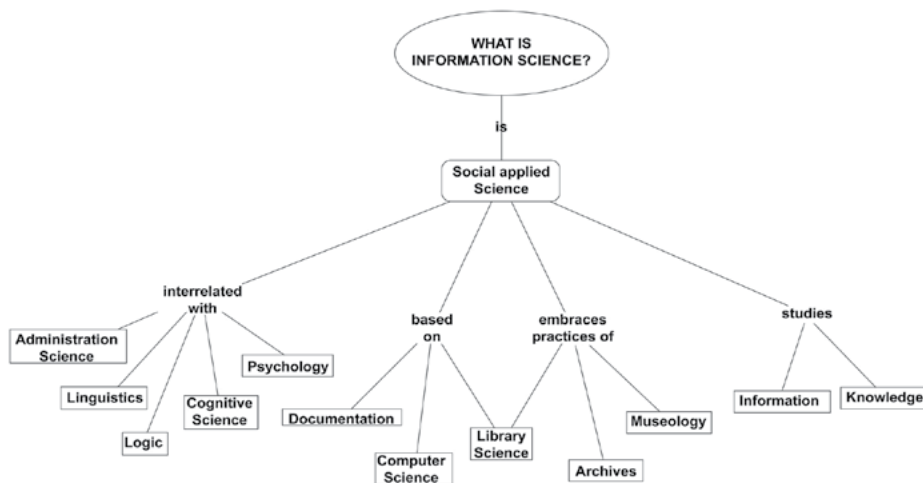 WHAT IS
INFORMATION SCIENCE?
is
Social applied
Science
interrelated
with
based
on
embraces
practices of
studies
Administration
Science
Linguistics
Logic
Cognitive
Science
Psychology
Documentation
Computer
Science
Library
Science
Archives
Museology
Information
Knowledge